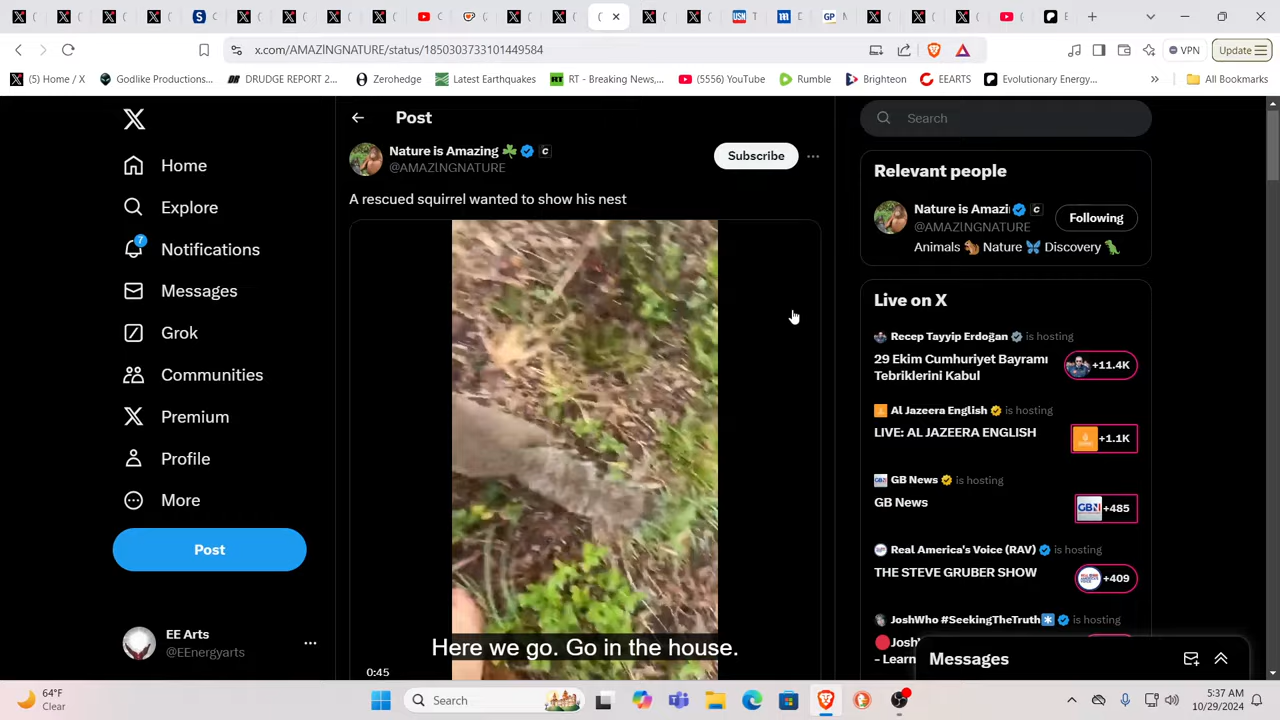 x.com/AMAZlNGNATURE/status/1850303733101449584
VPN
Update
(5) Home / X
Godlike Productions...
DRUDGE REPORT 2...
Zerohedge
Latest Earthquakes
RT - Breaking News,...
(5556) YouTube
Rumble
Brighteon
EEARTS
Evolutionary Energy...
All Bookmarks
Home
Explore
7
Notifications
Messages
Grok
Communities
Premium
Profile
More
Post
EE Arts
@EEnergyarts
Post
Nature is Amazing
@AMAZlNGNATURE
Subscribe
A rescued squirrel wanted to show his nest
Here we go. Go in the house.
0:45
Search
Relevant people
Nature is Amazi
@AMAZlNGNATURE
Following
Animals Nature Discovery
Live on X
Recep Tayyip Erdoğan is hosting
29 Ekim Cumhuriyet Bayramı
Tebriklerini Kabul
+11.4K
Al Jazeera English is hosting
LIVE: AL JAZEERA ENGLISH
+1.1K
GB News is hosting
GB News
GBN +485
Real America's Voice (RAV) is hosting
THE STEVE GRUBER SHOW
+409
JoshWho #SeekingTheTruth is hosting
Josh
– Learn
Messages
64°F
Clear
Search
5:37 AM
10/29/2024